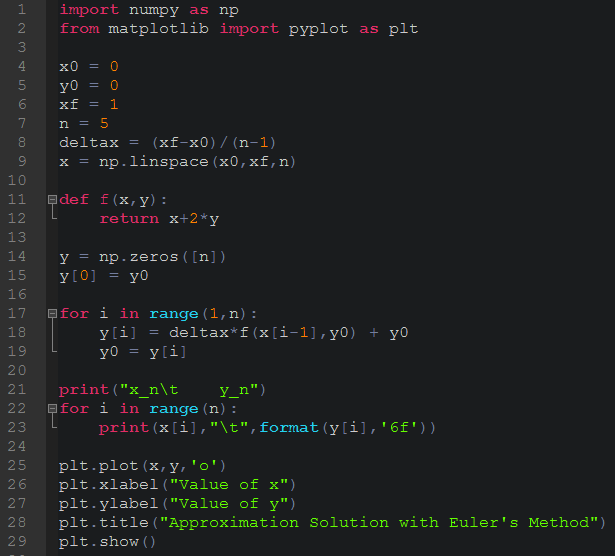 1 import numpy as np
2 from matplotlib import pyplot as plt
3
4 x0 = 0
5 y0 = 0
6 xf = 1
7 n = 5
8 deltax = (xf-x0)/(n-1)
9 x = np.linspace(x0,xf,n)
10
11 def f(x,y):
12     return x+2*y
13
14 y = np.zeros([n])
15 y[0] = y0
16
17 for i in range(1,n):
18     y[i] = deltax*f(x[i-1],y0) + y0
19     y0 = y[i]
20
21 print("x_n\t    y_n")
22 for i in range(n):
23     print(x[i],"\t",format(y[i],'6f'))
24
25 plt.plot(x,y,'o')
26 plt.xlabel("Value of x")
27 plt.ylabel("Value of y")
28 plt.title("Approximation Solution with Euler's Method")
29 plt.show()